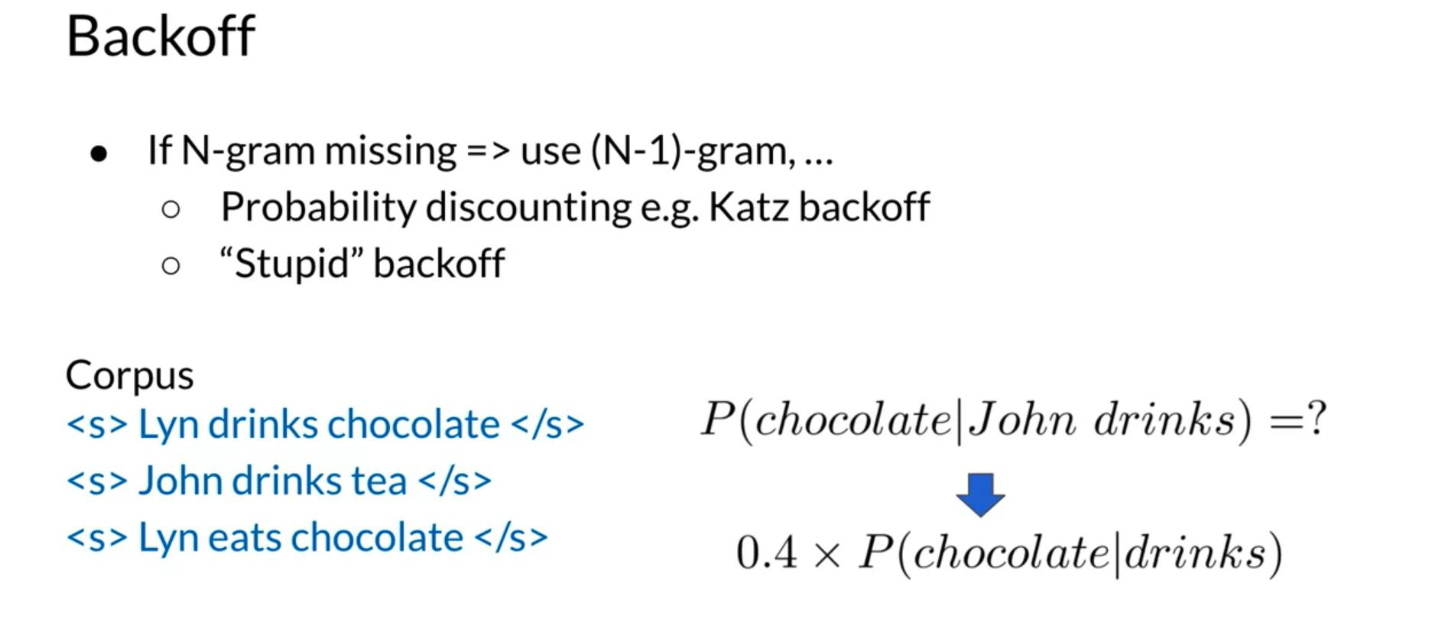 Backoff
● If N-gram missing => use (N-1)-gram, ...
○ Probability discounting e.g. Katz backoff
○ “Stupid” backoff
Corpus
<s> Lyn drinks chocolate </s>
<s> John drinks tea </s>
<s> Lyn eats chocolate </s>
P(chocolate|John drinks) =?
0.4 × P(chocolate|drinks)